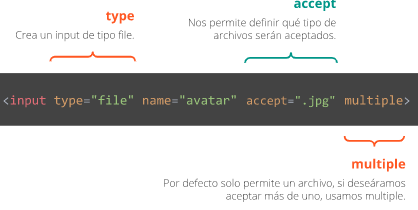 type
Crea un input de tipo file.
accept
Nos permite definir qué tipo de
archivos serán aceptados.
<input type="file" name="avatar" accept=".jpg" multiple>
multiple
Por defecto solo permite un archivo, si deseáramos
aceptar más de uno, usamos multiple.